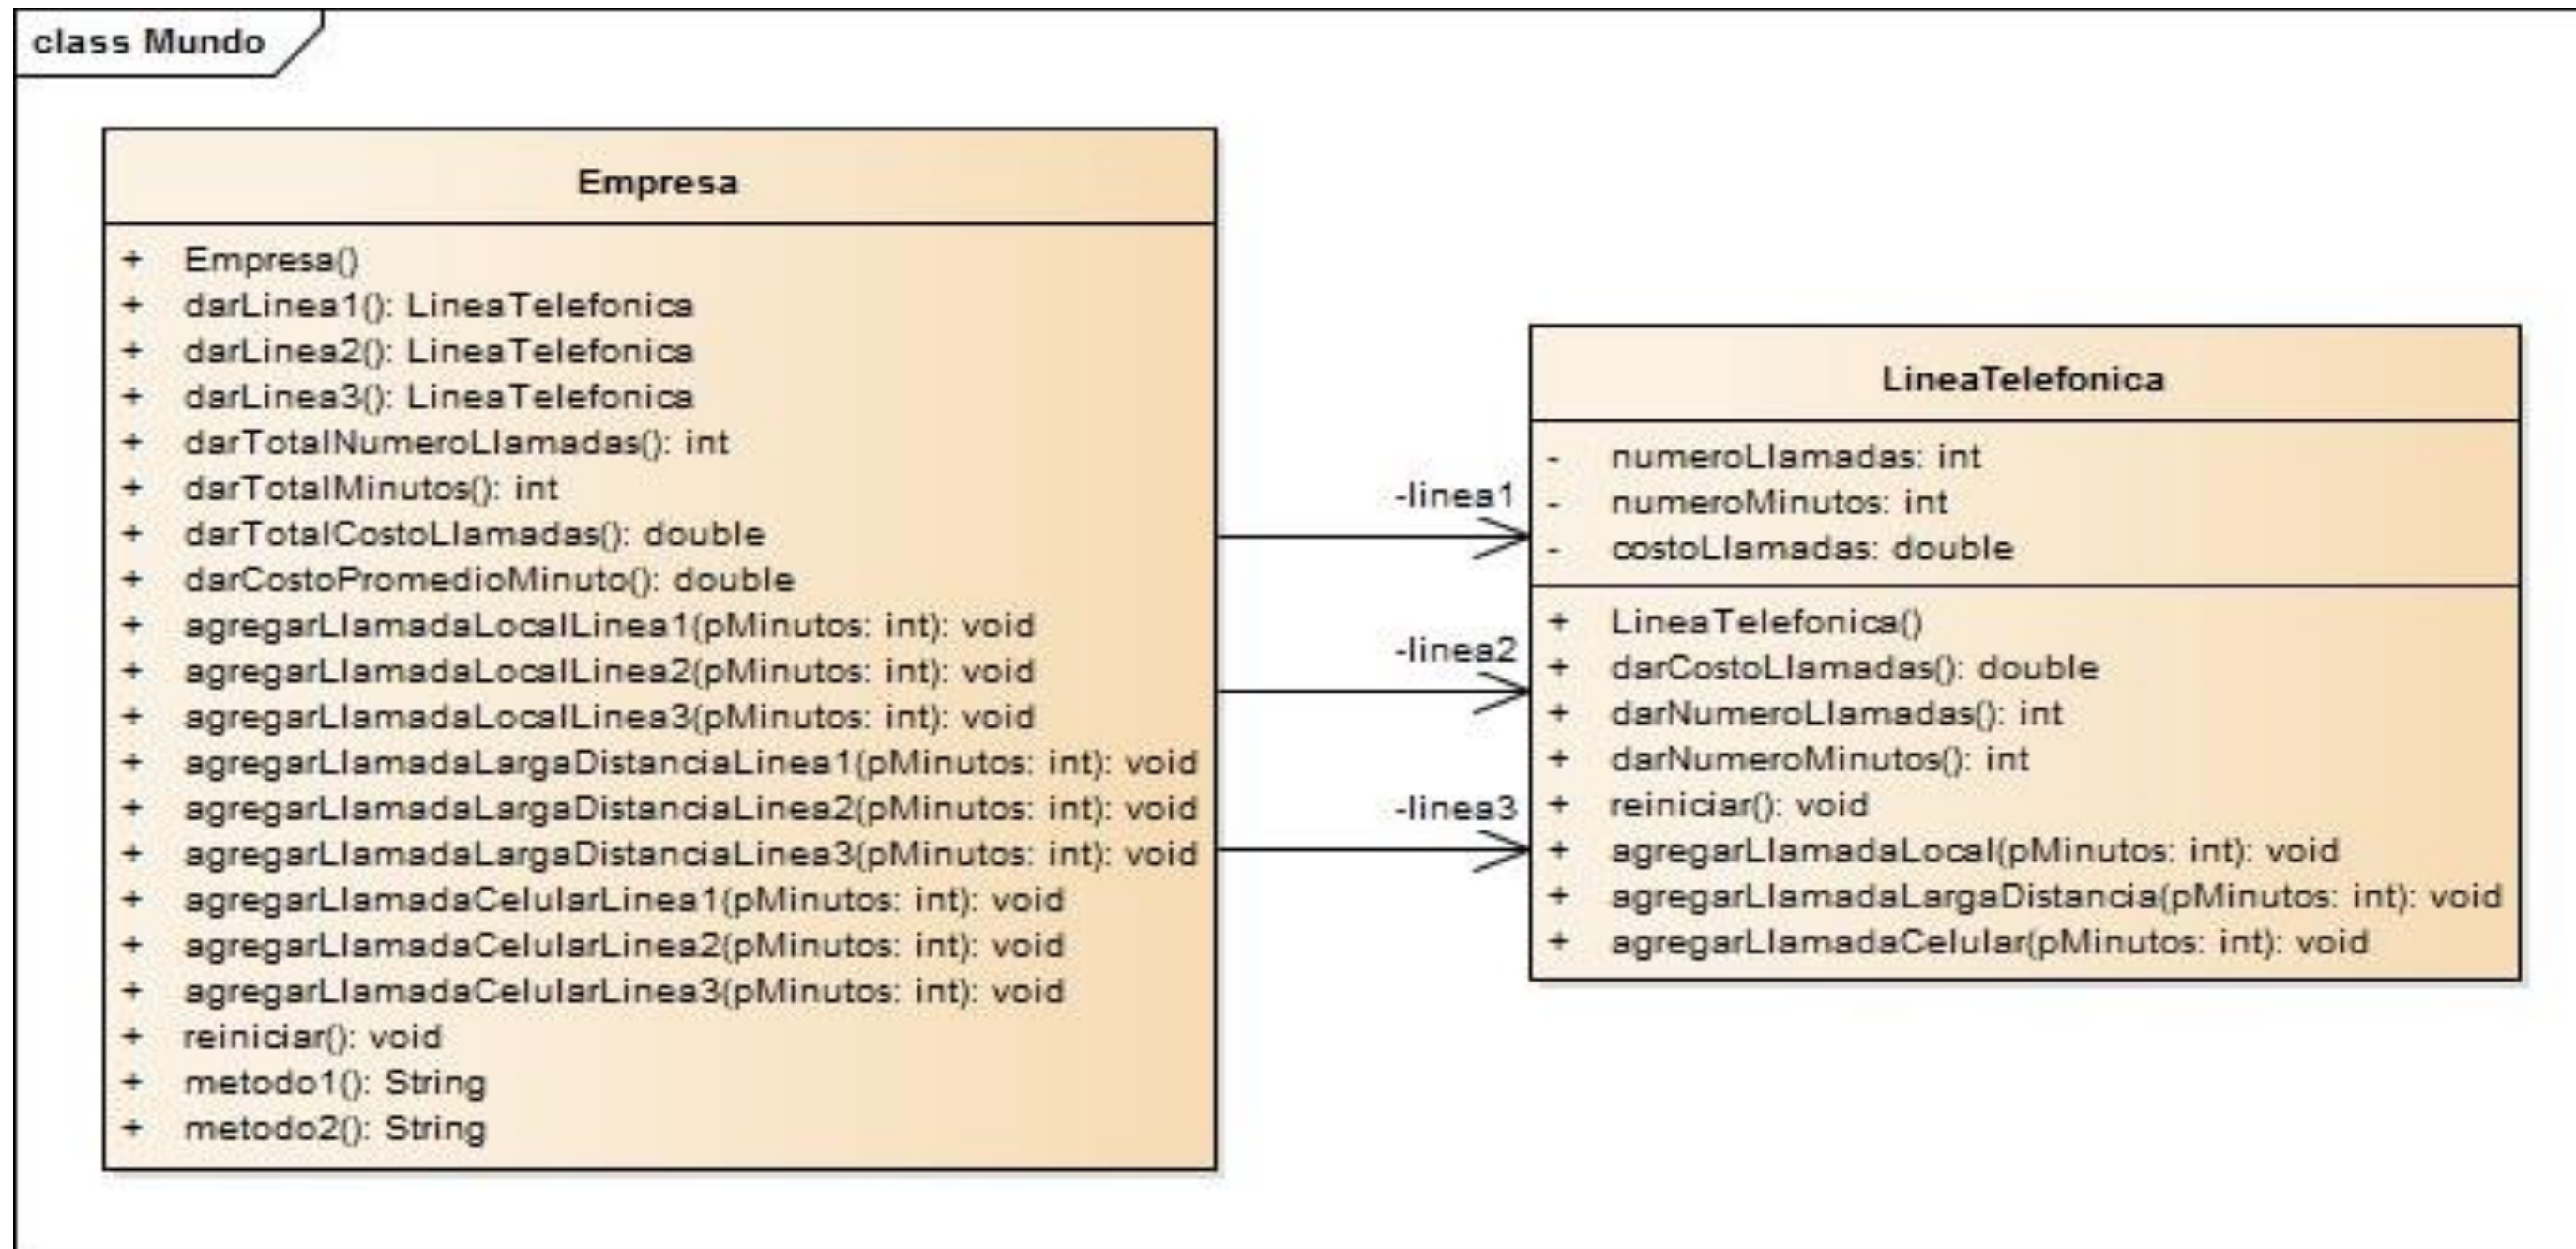 class Mundo
Empresa
+ Empresa()
+ darLinea1(): LineaTelefonica
+ darLinea2(): LineaTelefonica
+ darLinea3(): LineaTelefonica
+ darTotalNumeroLlamadas(): int
+ darTotalMinutos(): int
+ darTotalCostoLlamadas(): double
+ darCostoPromedioMinuto(): double
+ agregarLlamadaLocalLinea1(pMinutos: int): void
+ agregarLlamadaLocalLinea2(pMinutos: int): void
+ agregarLlamadaLocalLinea3(pMinutos: int): void
+ agregarLlamadaLargaDistanciaLinea1(pMinutos: int): void
+ agregarLlamadaLargaDistanciaLinea2(pMinutos: int): void
+ agregarLlamadaLargaDistanciaLinea3(pMinutos: int): void
+ agregarLlamadaCelularLinea1(pMinutos: int): void
+ agregarLlamadaCelularLinea2(pMinutos: int): void
+ agregarLlamadaCelularLinea3(pMinutos: int): void
+ reiniciar(): void
+ metodo1(): String
+ metodo2(): String
-linea1
-linea2
-linea3
LineaTelefonica
- numeroLlamadas: int
- numeroMinutos: int
- costoLlamadas: double
+ LineaTelefonica()
+ darCostoLlamadas(): double
+ darNumeroLlamadas(): int
+ darNumeroMinutos(): int
+ reiniciar(): void
+ agregarLlamadaLocal(pMinutos: int): void
+ agregarLlamadaLargaDistancia(pMinutos: int): void
+ agregarLlamadaCelular(pMinutos: int): void